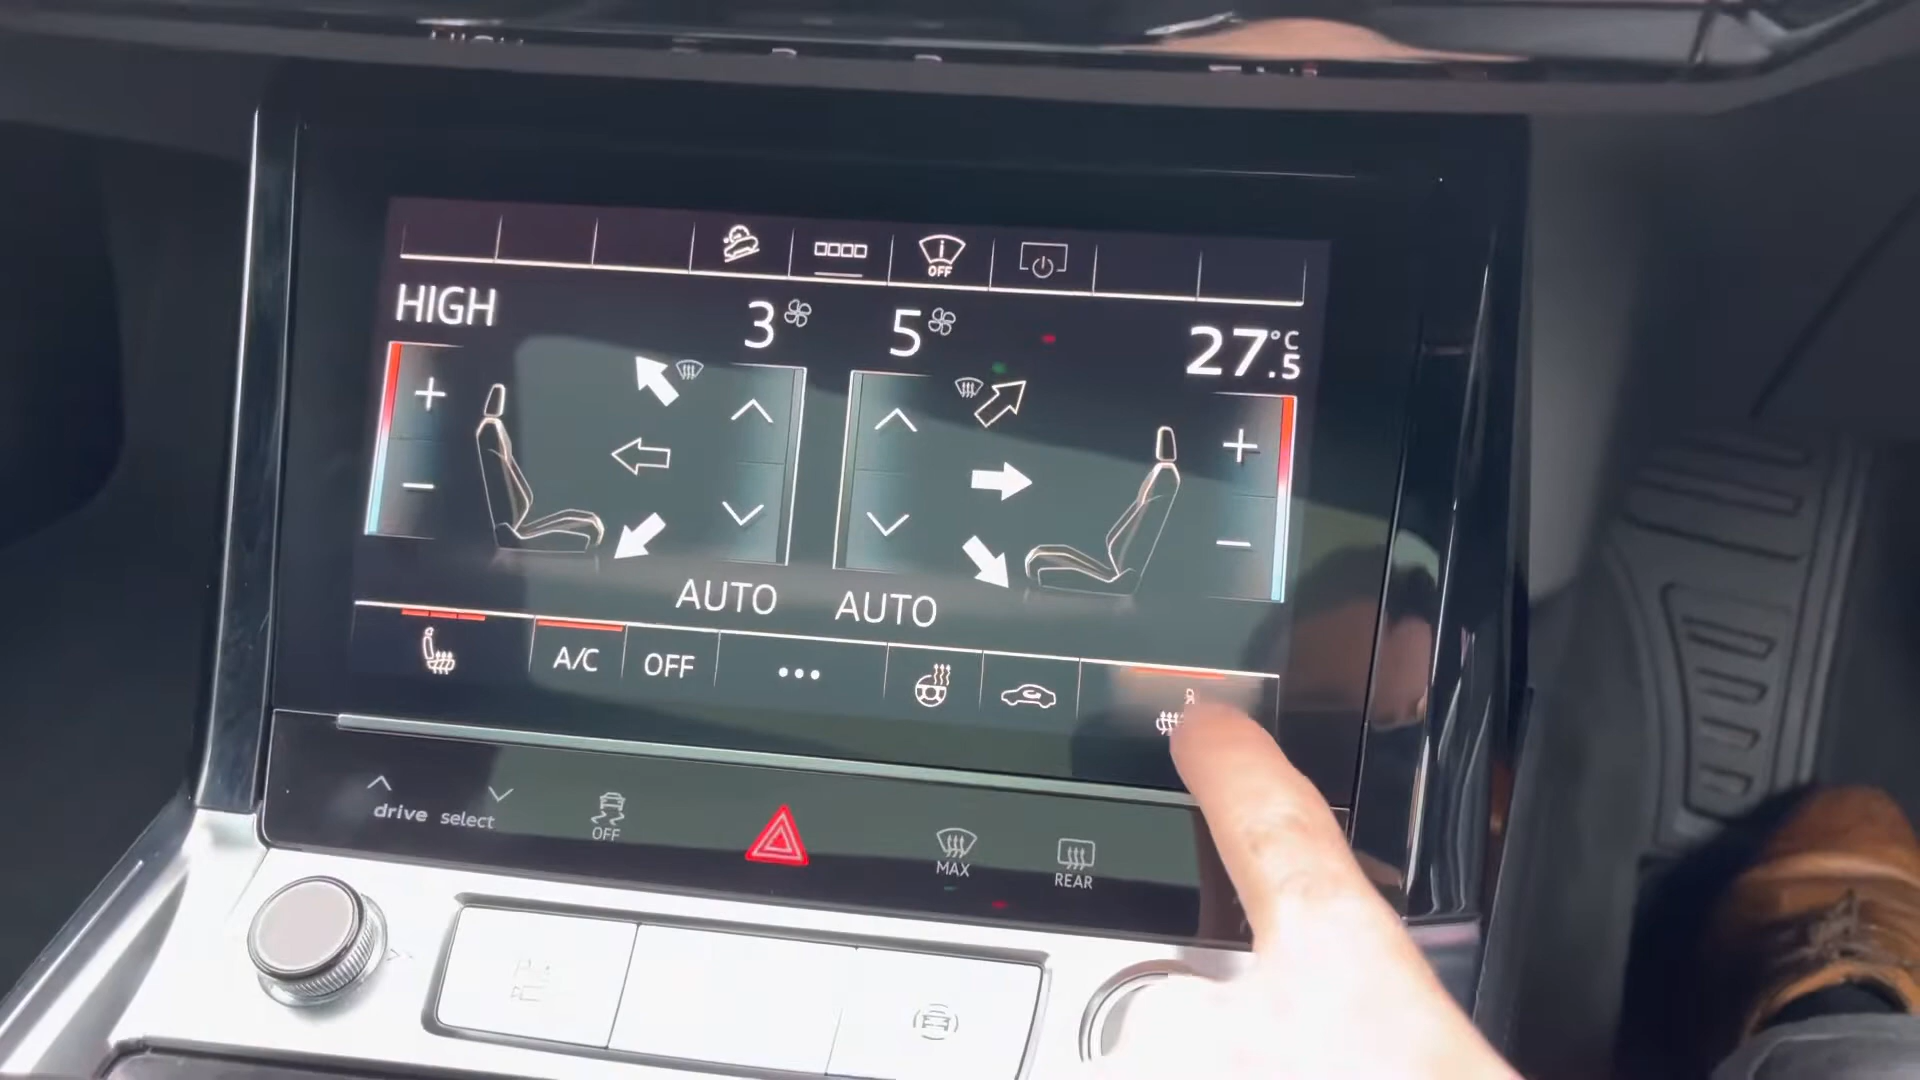 OFF
HIGH
3
5
27.5 °C
AUTO
AUTO
A/C
OFF
drive select
OFF
MAX
REAR